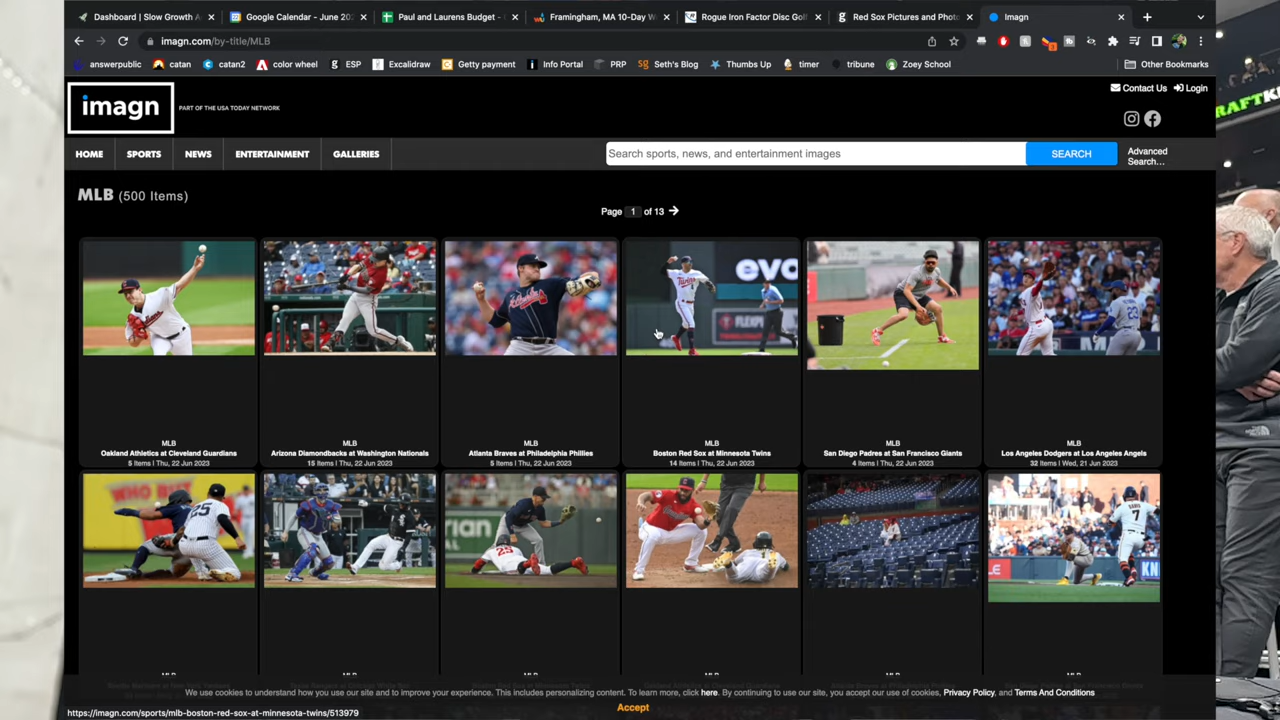 Dashboard | Slow Growth A
Google Calendar - June 202
Paul and Laurens Budget -
Framingham, MA 10-Day W
Rogue Iron Factor Disc Golf
Red Sox Pictures and Photo
Imagn
imagn.com/by-title/MLB
answerpublic
catan
catan2
color wheel
ESP
Excalidraw
Getty payment
Info Portal
PRP
Seth's Blog
Thumbs Up
timer
tribune
Zoey School
Other Bookmarks
imagn
PART OF THE USA TODAY NETWORK
Contact Us
Login
HOME
SPORTS
NEWS
ENTERTAINMENT
GALLERIES
Search sports, news, and entertainment images
SEARCH
Advanced
Search...
MLB (500 Items)
Page 1 of 13
evo
Twins
FLEXP
MLB
Oakland Athletics at Cleveland Guardians
5 Items | Thu, 22 Jun 2023
MLB
Arizona Diamondbacks at Washington Nationals
15 Items | Thu, 22 Jun 2023
MLB
Atlanta Braves at Philadelphia Phillies
5 Items | Thu, 22 Jun 2023
MLB
Boston Red Sox at Minnesota Twins
14 Items | Thu, 22 Jun 2023
MLB
San Diego Padres at San Francisco Giants
4 Items | Thu, 22 Jun 2023
MLB
Los Angeles Dodgers at Los Angeles Angels
32 Items | Wed, 21 Jun 2023
23
WHO BU
25
7
We use cookies to understand how you use our site and to improve your experience. This includes personalizing content. To learn more, click here. By continuing to use our site, you accept our use of cookies, Privacy Policy, and Terms And Conditions
Accept
https://imagn.com/sports/mlb-boston-red-sox-at-minnesota-twins/513979